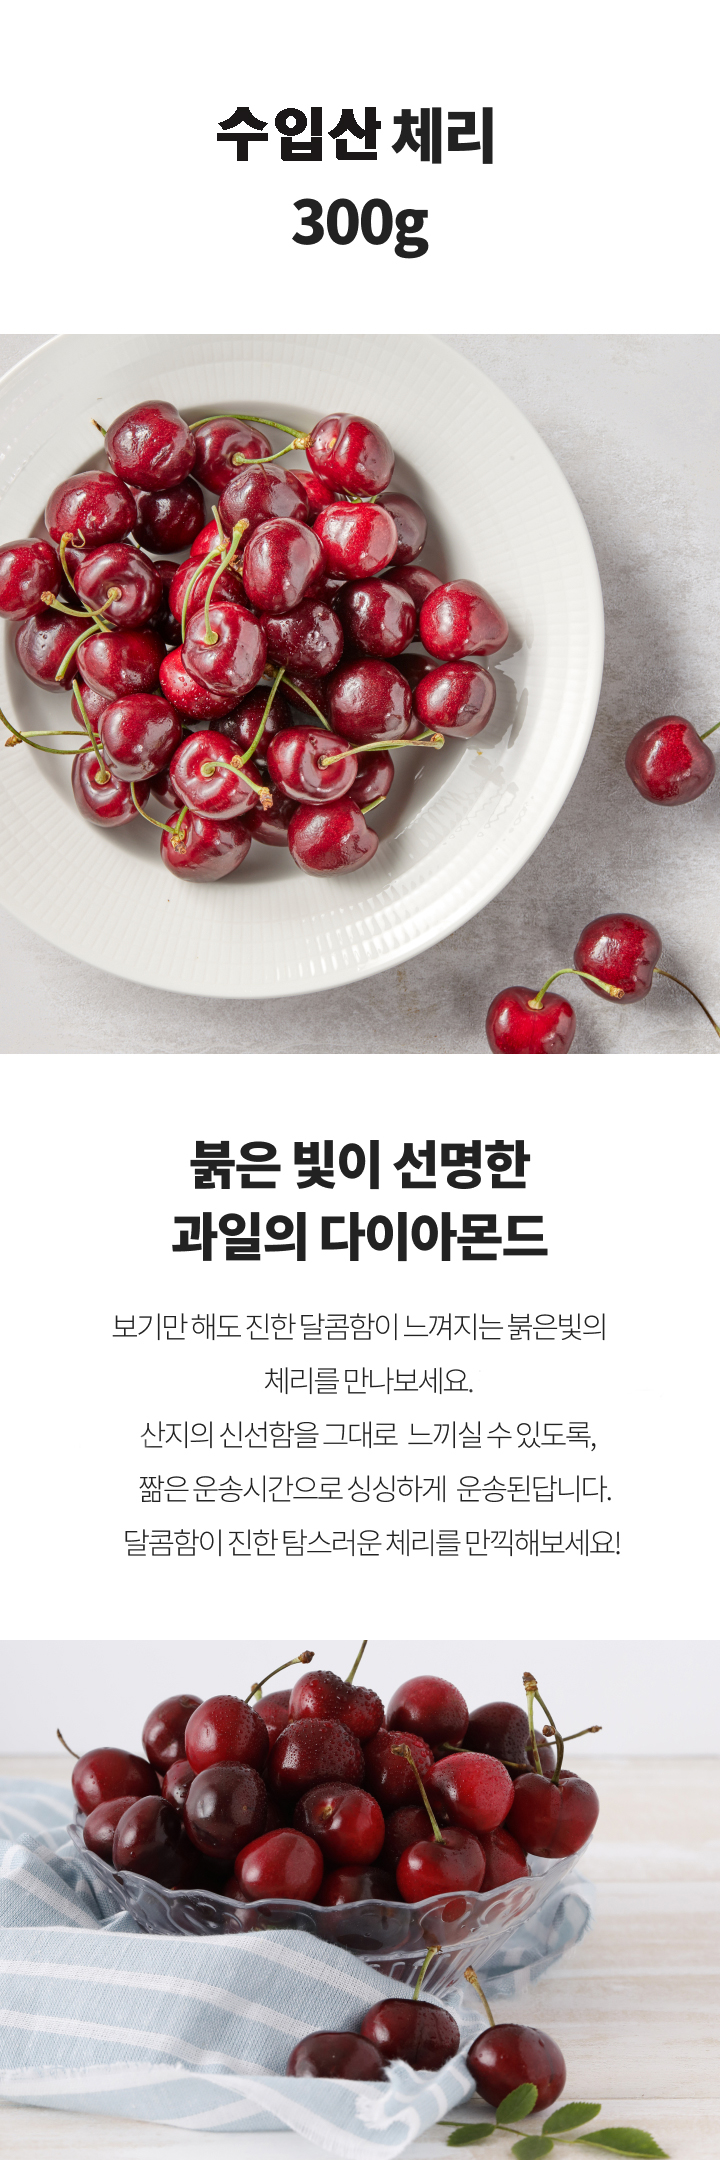 수입산 체리
300g
붉은 빛이 선명한
과일의 다이아몬드
보기만 해도 진한 달콤함이 느껴지는 붉은빛의
체리를 만나보세요.
산지의 신선함을 그대로 느끼실 수 있도록,
짧은 운송시간으로 싱싱하게 운송된답니다.
달콤함이 진한 탐스러운 체리를 만끽해보세요!